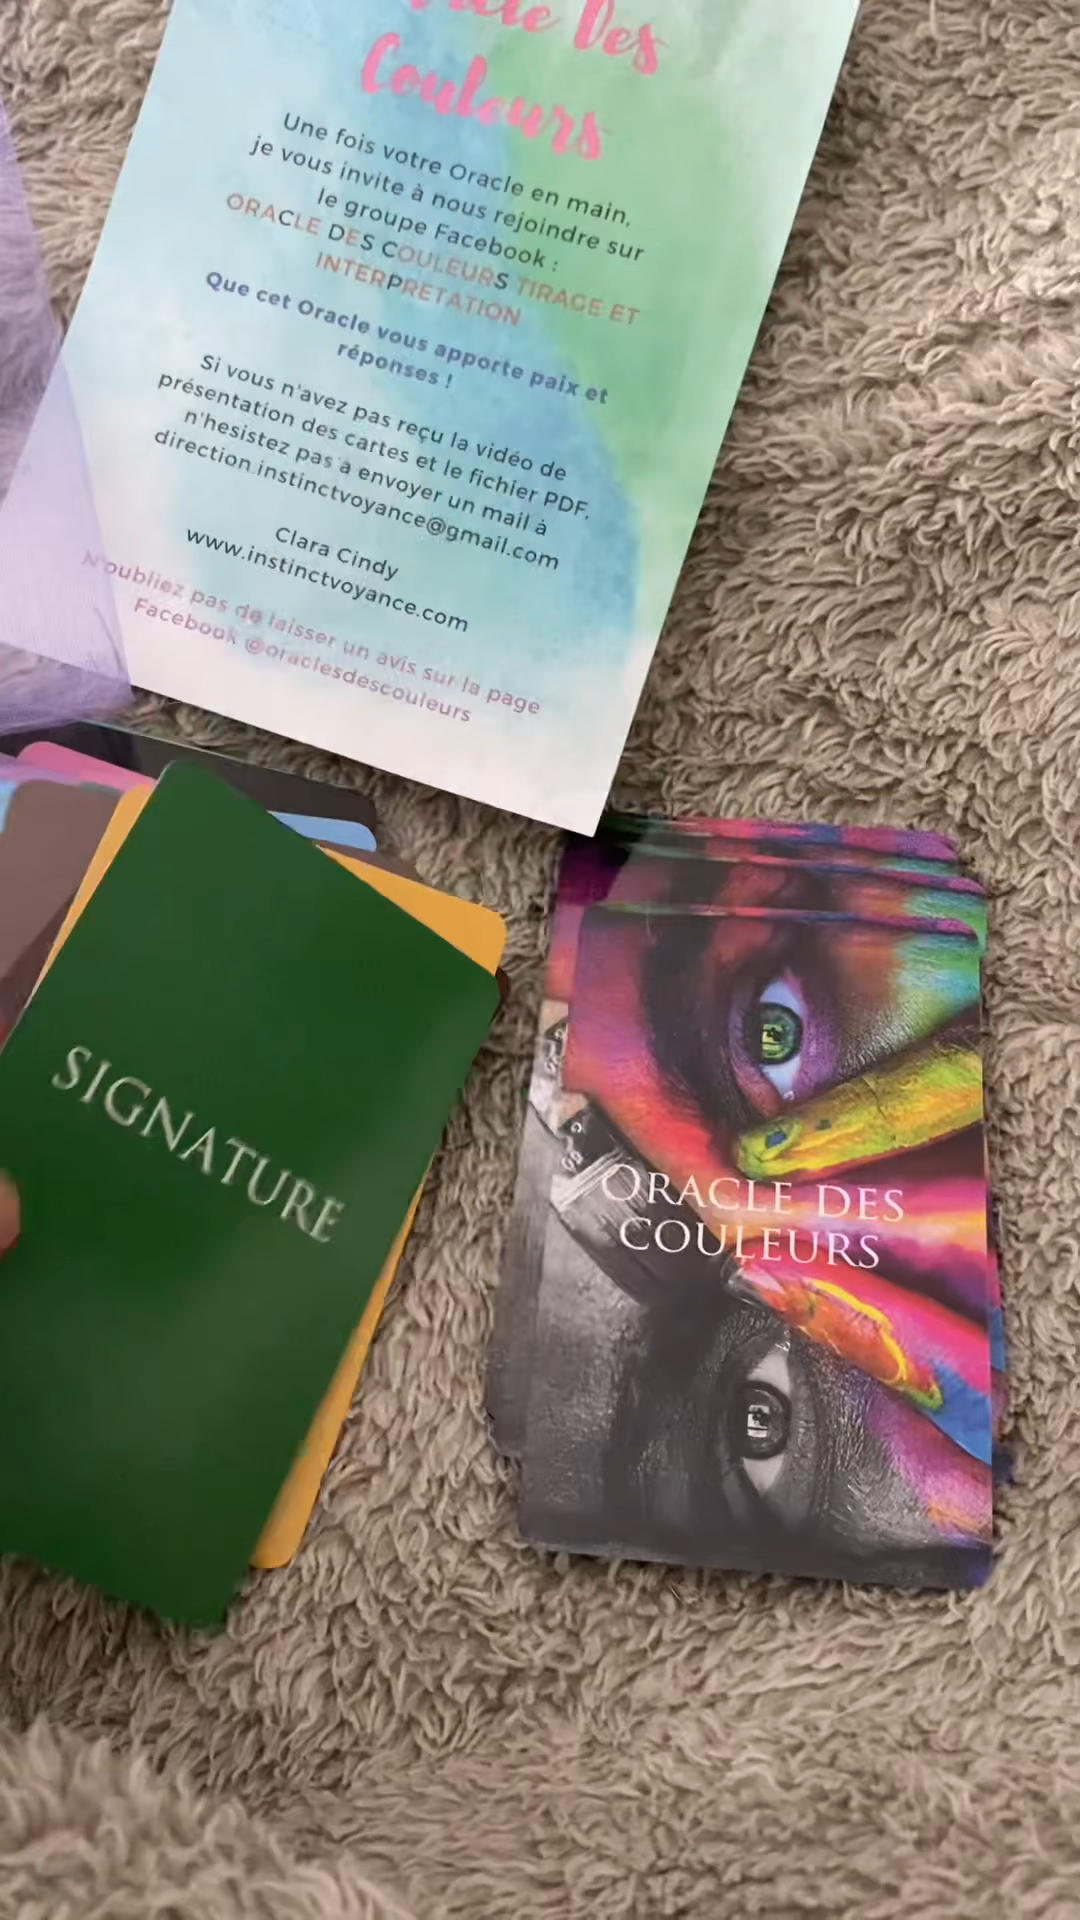 Des
Couleurs
Une fois votre Oracle en main,
je vous invite à nous rejoindre sur
le groupe Facebook :
ORACLE DES COULEURS TIRAGE ET
INTERPRETATION
Que cet Oracle vous apporte paix et
réponses !
Si vous n'avez pas reçu la vidéo de
présentation des cartes et le fichier PDF,
n'hesistez pas à envoyer un mail à
direction.instinctvoyance@gmail.com
Clara Cindy
www.instinctvoyance.com
N'oubliez pas de laisser un avis sur la page
Facebook @oraclesdescouleurs
SIGNATURE
ORACLE DES
COULEURS